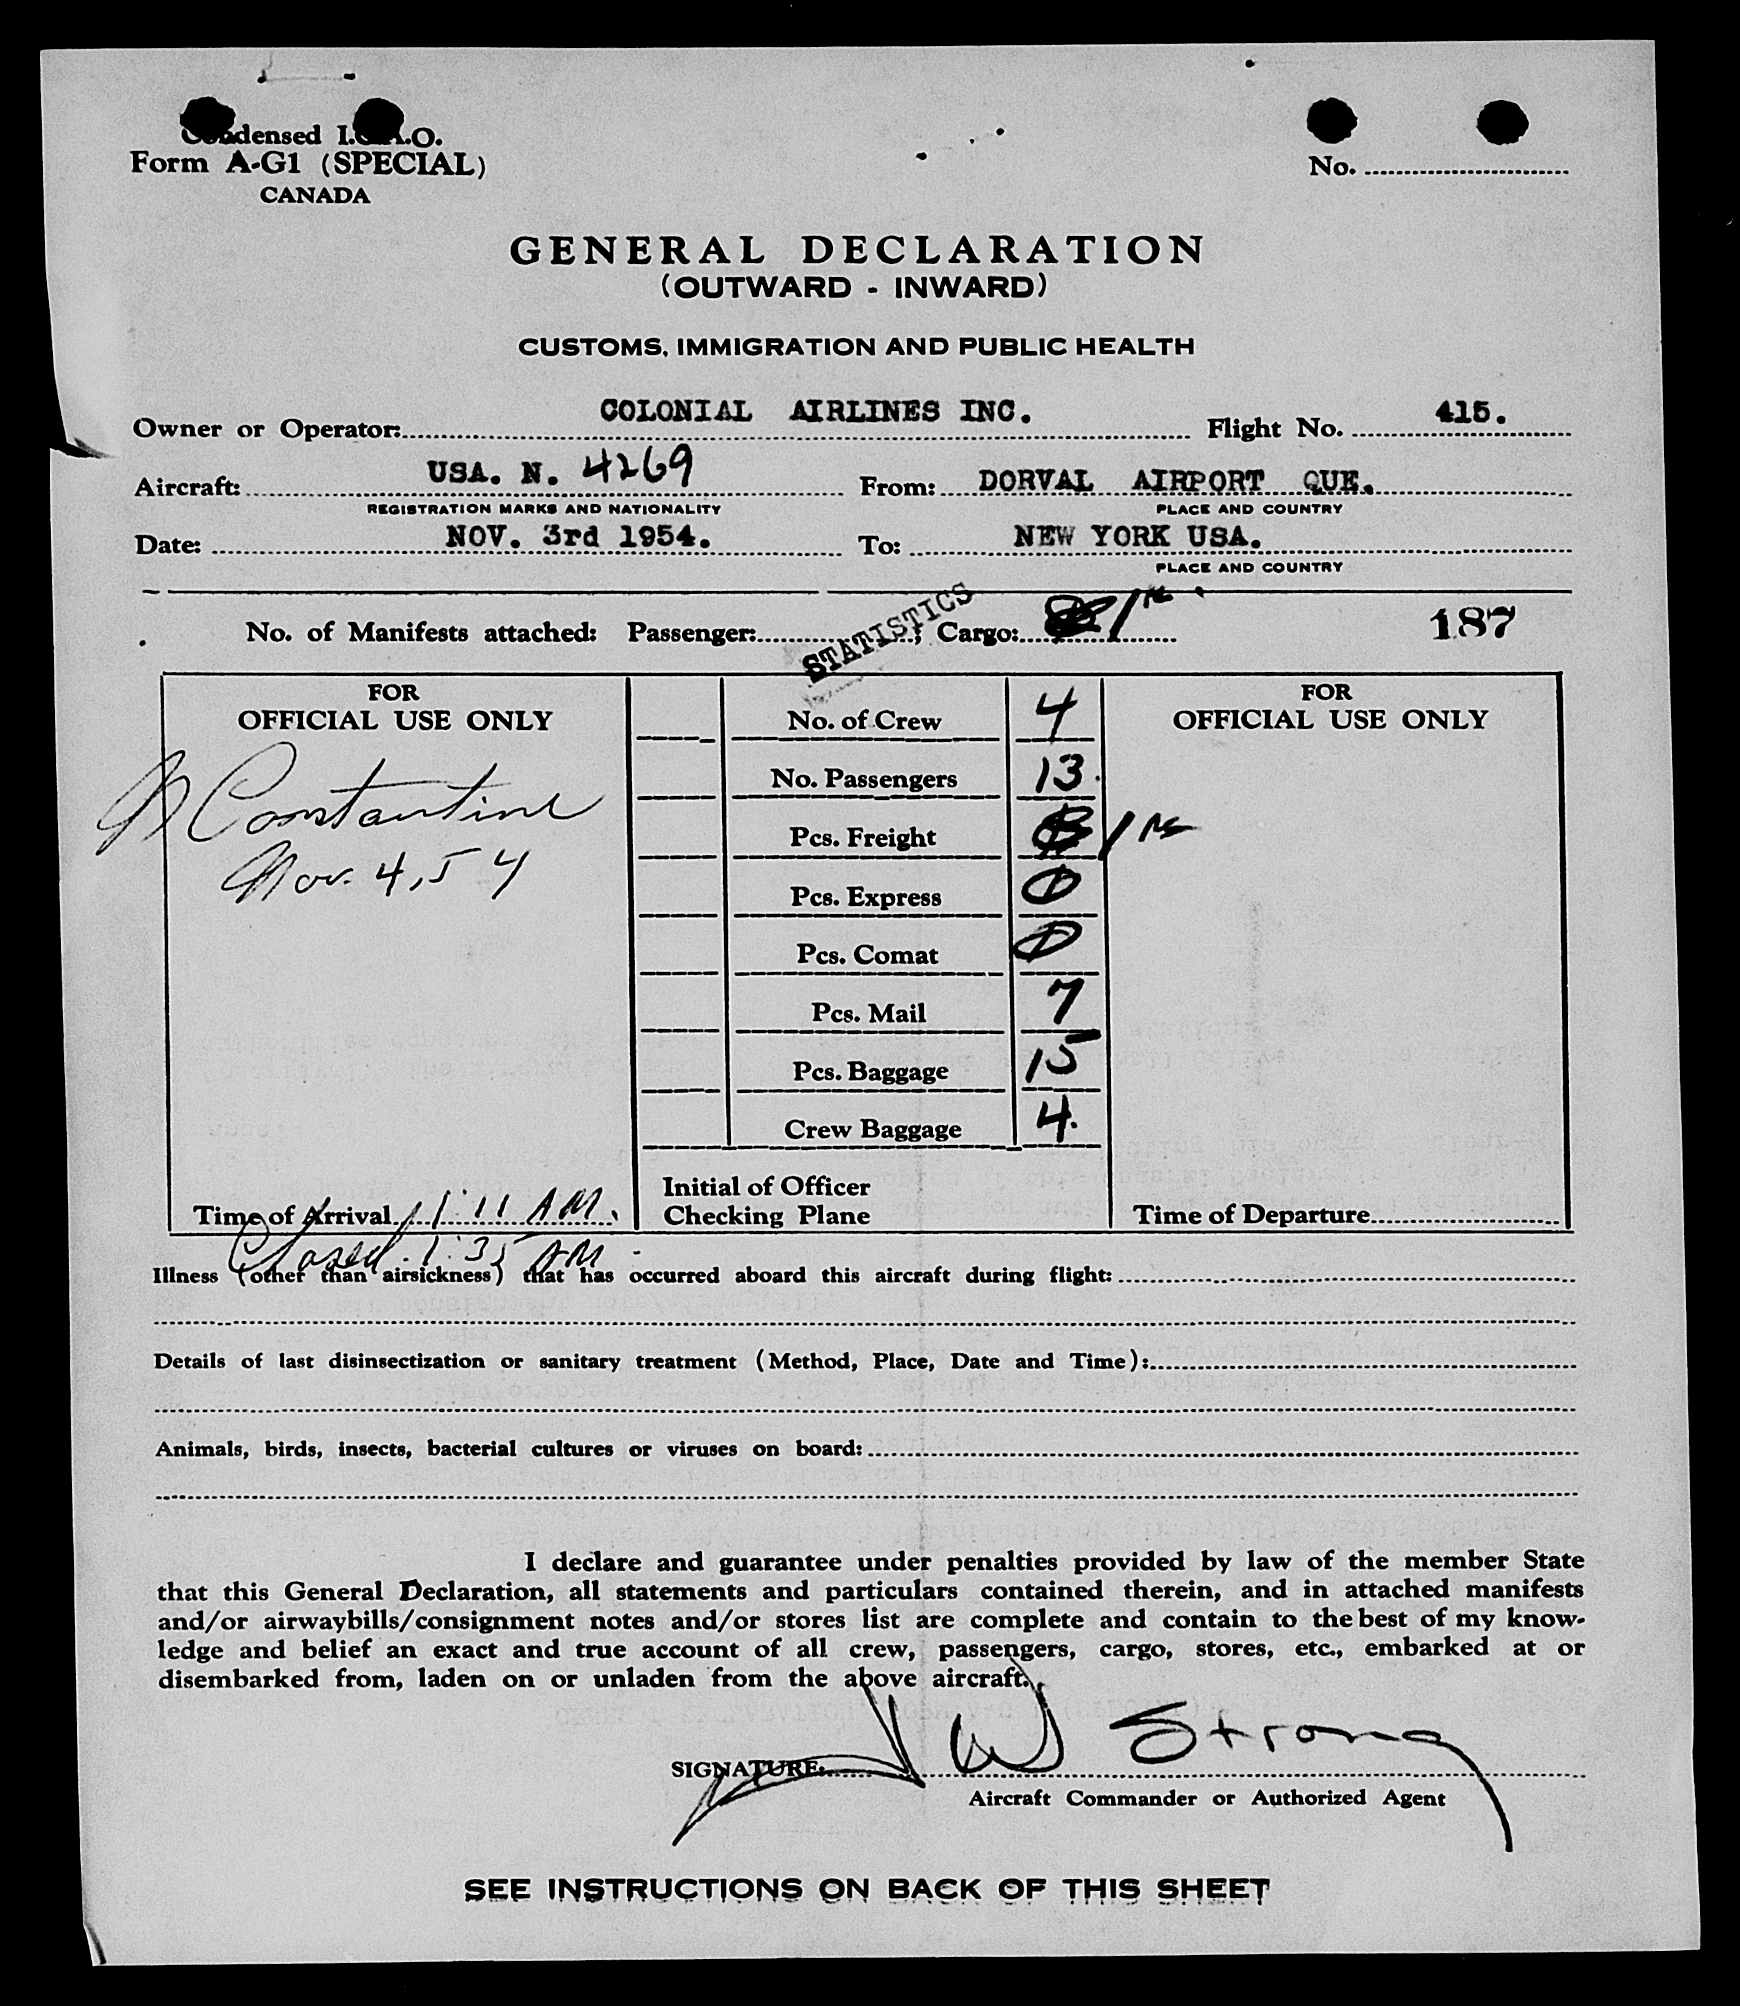 Condensed I.C.A.O.
Form A-G1 (SPECIAL)
CANADA
No.
GENERAL DECLARATION
(OUTWARD - INWARD)
CUSTOMS, IMMIGRATION AND PUBLIC HEALTH
Owner or Operator: COLONIAL AIRLINES INC. Flight No. 415.
Aircraft: USA. N. 4269 From: DORVAL AIRPORT QUE.
REGISTRATION MARKS AND NATIONALITY PLACE AND COUNTRY
Date: NOV. 3rd 1954. To: NEW YORK USA.
PLACE AND COUNTRY
STATISTICS
No. of Manifests attached: Passenger: ; Cargo: 187
FOR
OFFICIAL USE ONLY
N Constantine
Nov. 4, 54
Time of Arrival 1:11 AM.
Closed. 1:35 AM.
No. of Crew 4
No. Passengers 13.
Pcs. Freight
Pcs. Express 0
Pcs. Comat 0
Pcs. Mail 7
Pcs. Baggage 15
Crew Baggage 4.
Initial of Officer
Checking Plane
FOR
OFFICIAL USE ONLY
Time of Departure
Illness (other than airsickness) that has occurred aboard this aircraft during flight:
Details of last disinsectization or sanitary treatment (Method, Place, Date and Time):
Animals, birds, insects, bacterial cultures or viruses on board:
I declare and guarantee under penalties provided by law of the member State
that this General Declaration, all statements and particulars contained therein, and in attached manifests
and/or airwaybills/consignment notes and/or stores list are complete and contain to the best of my know-
ledge and belief an exact and true account of all crew, passengers, cargo, stores, etc., embarked at or
disembarked from, laden on or unladen from the above aircraft.
SIGNATURE: W Strong
Aircraft Commander or Authorized Agent
SEE INSTRUCTIONS ON BACK OF THIS SHEET